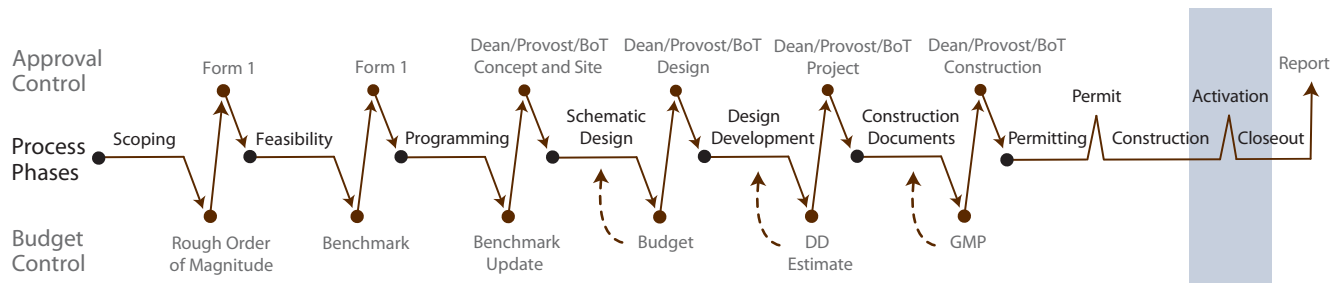 Approval
Control
Form 1
Form 1
Dean/Provost/BoT
Concept and Site
Dean/Provost/BoT
Design
Dean/Provost/BoT
Project
Dean/Provost/BoT
Construction
Report
Process
Phases
Scoping
Feasibility
Programming
Schematic
Design
Design
Development
Construction
Documents
Permitting
Permit
Construction
Activation
Closeout
Budget
Control
Rough Order
of Magnitude
Benchmark
Benchmark
Update
Budget
DD
Estimate
GMP